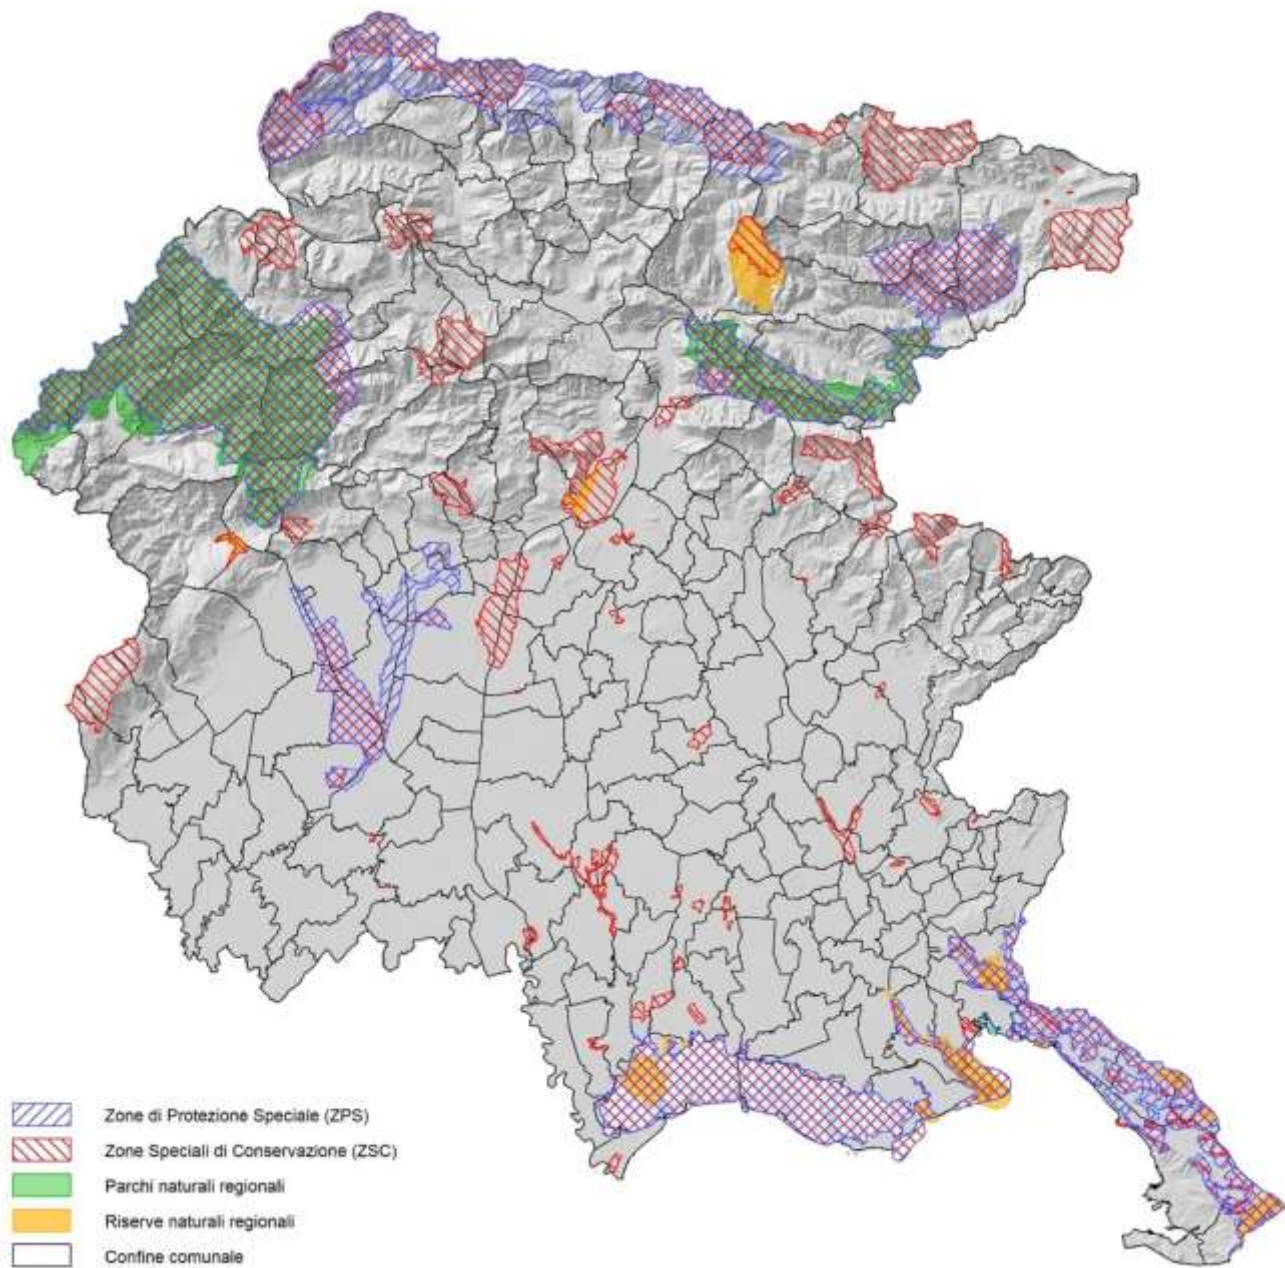 Zone di Protezione Speciale (ZPS)
Zone Speciali di Conservazione (ZSC)
Parchi naturali regionali
Riserve naturali regionali
Confine comunale